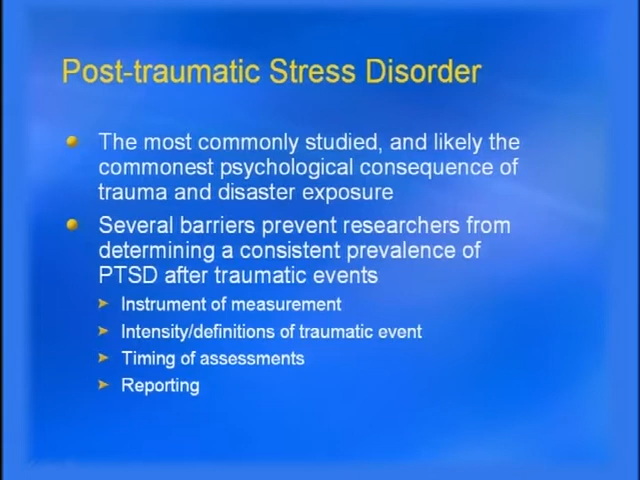 Post-traumatic Stress Disorder
The most commonly studied, and likely the
commonest psychological consequence of
trauma and disaster exposure
Several barriers prevent researchers from
determining a consistent prevalence of
PTSD after traumatic events
Instrument of measurement
Intensity/definitions of traumatic event
Timing of assessments
Reporting